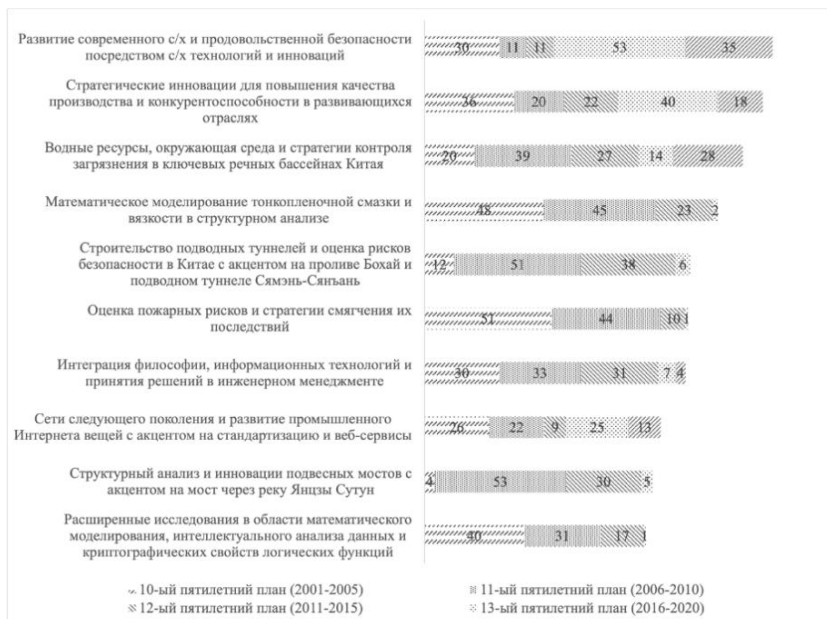 Развитие современного с/х и продовольственной безопасности
посредством с/х технологий и инноваций
30 11 11 53 35
Стратегические инновации для повышения качества
производства и конкурентоспособности в развивающихся
отраслях
36 20 22 40 18
Водные ресурсы, окружающая среда и стратегии контроля
загрязнения в ключевых речных бассейнах Китая
20 39 27 14 28
Математическое моделирование тонкопленочной смазки и
вязкости в структурном анализе
48 45 23 2
Строительство подводных туннелей и оценка рисков
безопасности в Китае с акцентом на проливе Бохай и
подводном туннеле Сямэнь-Сянъань
12 51 38 6
Оценка пожарных рисков и стратегии смягчения их
последствий
51 44 10 1
Интеграция философии, информационных технологий и
принятия решений в инженерном менеджменте
30 33 31 7 4
Сети следующего поколения и развитие промышленного
Интернета вещей с акцентом на стандартизацию и веб-сервисы
26 22 9 25 13
Структурный анализ и инновации подвесных мостов с
акцентом на мост через реку Янцзы Сутун
4 53 30 5
Расширенные исследования в области математического
моделирования, интеллектуального анализа данных и
криптографических свойств логических функций
40 31 17 1
10-ый пятилетний план (2001-2005)
11-ый пятилетний план (2006-2010)
12-ый пятилетний план (2011-2015)
13-ый пятилетний план (2016-2020)